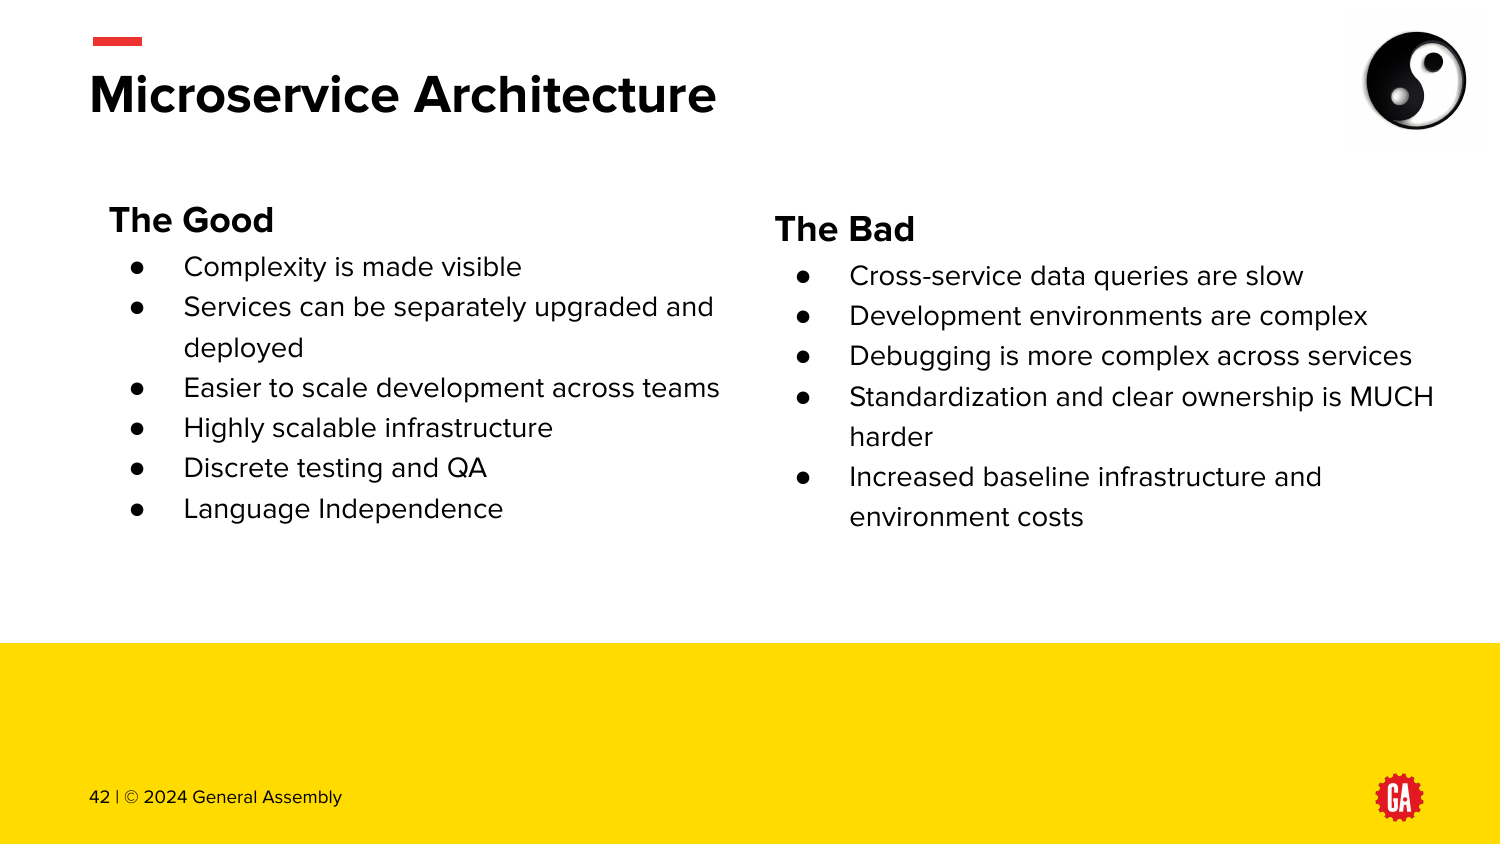 Microservice Architecture
The Good
● Complexity is made visible
● Services can be separately upgraded and
deployed
● Easier to scale development across teams
● Highly scalable infrastructure
● Discrete testing and QA
● Language Independence
The Bad
● Cross-service data queries are slow
● Development environments are complex
● Debugging is more complex across services
● Standardization and clear ownership is MUCH
harder
● Increased baseline infrastructure and
environment costs
42 | © 2024 General Assembly
GA